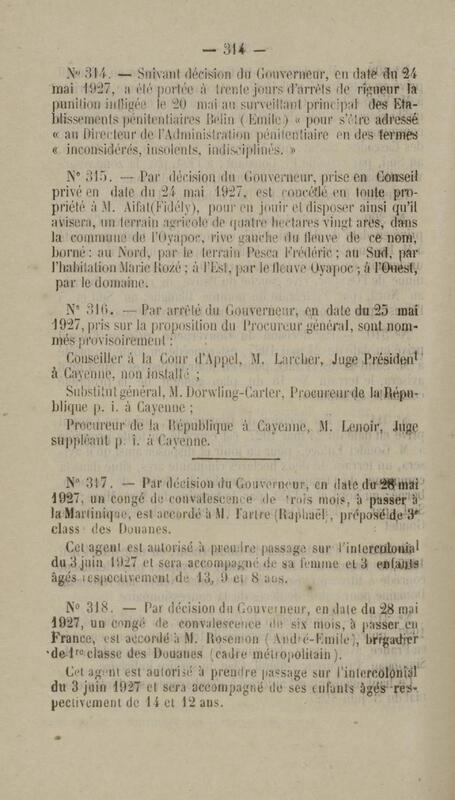 — 314 —
N° 314. — Suivant décision du Gouverneur, en date du 24
mai 1927, a été portée à trente jours d'arrêts de rigueur la
punition infligée le 20 mai au surveillant principal des Eta-
blissements pénitentiaires Belin (Emile) « pour s'être adressé
« au Directeur de l'Administration pénitentiaire en des termes
« inconsidérés, insolents, indisciplinés. »
N° 315. — Par décision du Gouverneur, prise en Conseil
privé en date du 24 mai 1927, est concédé en toute pro-
priété à M. Aifat(Fidély), pour en jouir et disposer ainsi qu'il
avisera, un terrain agricole de quatre hectares vingt ares, dans
la commune de l'Oyapoc, rive gauche du fleuve de ce nom,
borné : au Nord, par le terrain Pesca Frédéric ; au Sud, par
l'habitation Marie Rozé ; à l'Est, par le fleuve Oyapoc ; à l'Ouest,
par le domaine.
N° 316. — Par arrêté du Gouverneur, en date du 25 mai
1927, pris sur la proposition du Procureur général, sont nom-
més provisoirement :
Conseiller à la Cour d'Appel, M. Larcher, Juge Président
à Cayenne, non installé ;
Substitut général, M. Dorwling-Carter, Procureur de la Répu-
blique p. i. à Cayenne ;
Procureur de la République à Cayenne, M. Lenoir, Juge
suppléant p. i. à Cayenne.
N° 317. — Par décision du Gouverneur, en date du 28 mai
1927, un congé de convalescence de trois mois, à passer à
la Martinique, est accordé à M. Tartre (Raphaël), préposé de 3e
class des Douanes.
Cet agent est autorisé à prendre passage sur l'intercolonial
du 3 juin 1927 et sera accompagné de sa femme et 3 enfants
âgés respectivement de 13, 9 et 8 ans.
N° 318. — Par décision du Gouverneur, en date du 28 mai
1927, un congé de convalescence de six mois, à passer en
France, est accordé à M. Rosemon (André-Emile), brigadier
de 1re classe des Douanes (cadre métropolitain).
Cet agent est autorisé à prendre passage sur l'intercolonial
du 3 juin 1927 et sera accompagné de ses enfants âgés res-
pectivement de 14 et 12 ans.